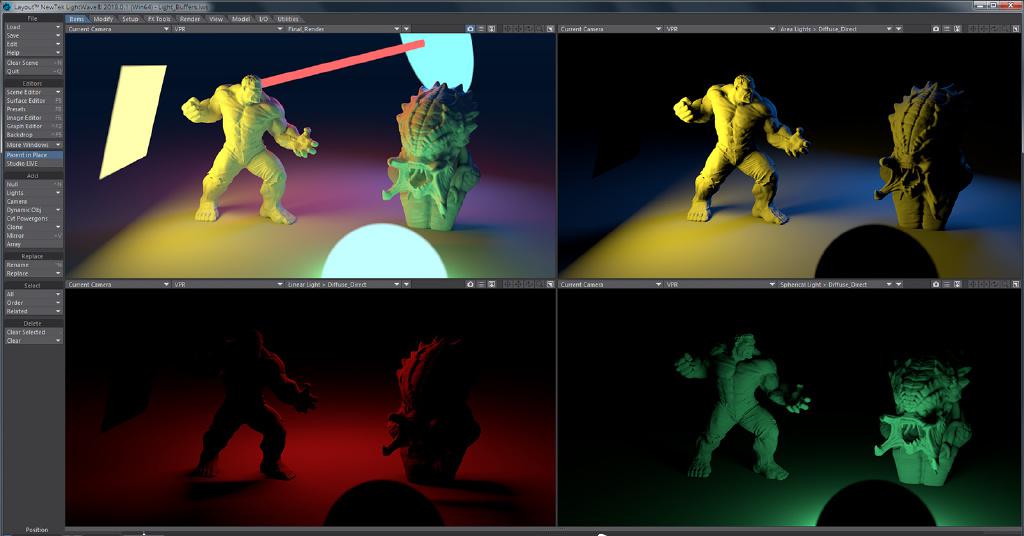 Layout™ NewTek LightWave® 2019.0.1 (Win64) - Light_Buffers.lws
File
Items Modify Setup FX Tools Render View Model I/O Utilities
Load
Save
Edit
Help
Clear Scene
Quit
Editors
Scene Editor
Surface Editor F5
Presets F8
Image Editor F6
Graph Editor
Backdrop
More Windows
Parent in Place
Studio LIVE
Add
Null
Lights
Camera
Dynamic Obj
Clone
Mirror
Array
Replace
Rename
Replace
Select
All
Order
Related
Delete
Clear Selected
Clear
Position
Current Camera VPR Final_Render
Current Camera VPR Area Lights > Diffuse_Direct
Current Camera VPR Linear Light > Diffuse_Direct
Current Camera VPR Spherical Light > Diffuse_Direct